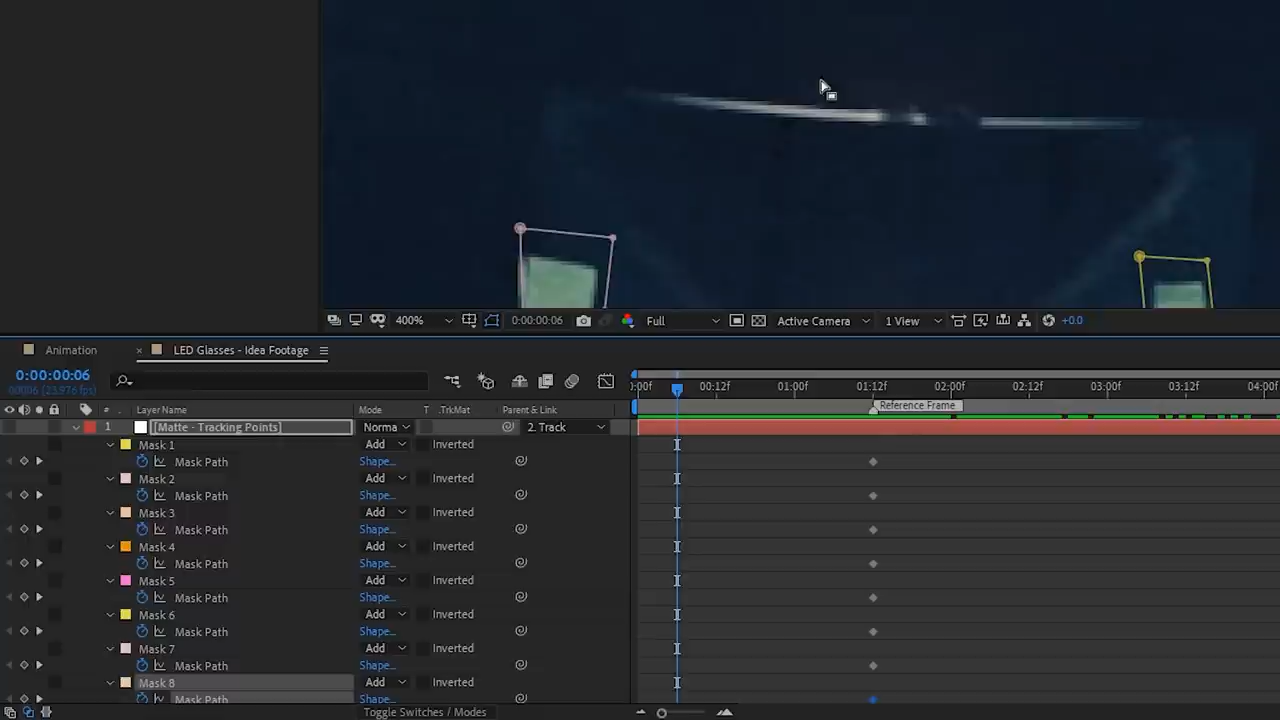 400% 0:00:00:06 Full Active Camera 1 View +0.0
Animation × LED Glasses - Idea Footage
0:00:00:06
00006 (23.976 fps)
:00f 00:12f 01:00f 01:12f 02:00f 02:12f 03:00f 03:12f 04:00f
Reference Frame
# Layer Name Mode T .TrkMat Parent & Link
1 [Matte - Tracking Points] Norma 2. Track
Mask 1 Add Inverted
Mask Path Shape...
Mask 2 Add Inverted
Mask Path Shape...
Mask 3 Add Inverted
Mask Path Shape...
Mask 4 Add Inverted
Mask Path Shape...
Mask 5 Add Inverted
Mask Path Shape...
Mask 6 Add Inverted
Mask Path Shape...
Mask 7 Add Inverted
Mask Path Shape...
Mask 8 Add Inverted
Mask Path Shape...
Toggle Switches / Modes